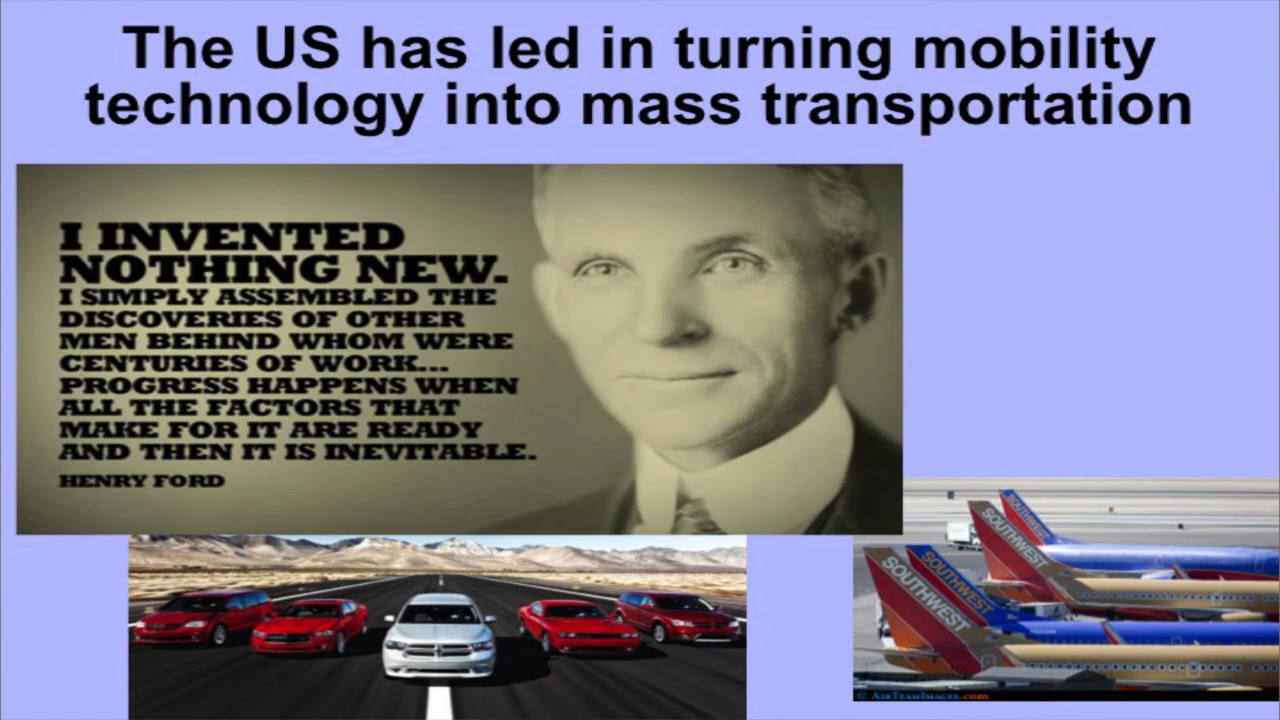 The US has led in turning mobility
technology into mass transportation
I INVENTED
NOTHING NEW.
I SIMPLY ASSEMBLED THE
DISCOVERIES OF OTHER
MEN BEHIND WHOM WERE
CENTURIES OF WORK...
PROGRESS HAPPENS WHEN
ALL THE FACTORS THAT
MAKE FOR IT ARE READY
AND THEN IT IS INEVITABLE.
HENRY FORD
SOUTHWEST
SOUTHWEST
SOUTHWEST
SOUTHWEST
© AirTeamImages.com